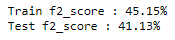 Train f2_score : 45.15%
Test f2_score : 41.13%